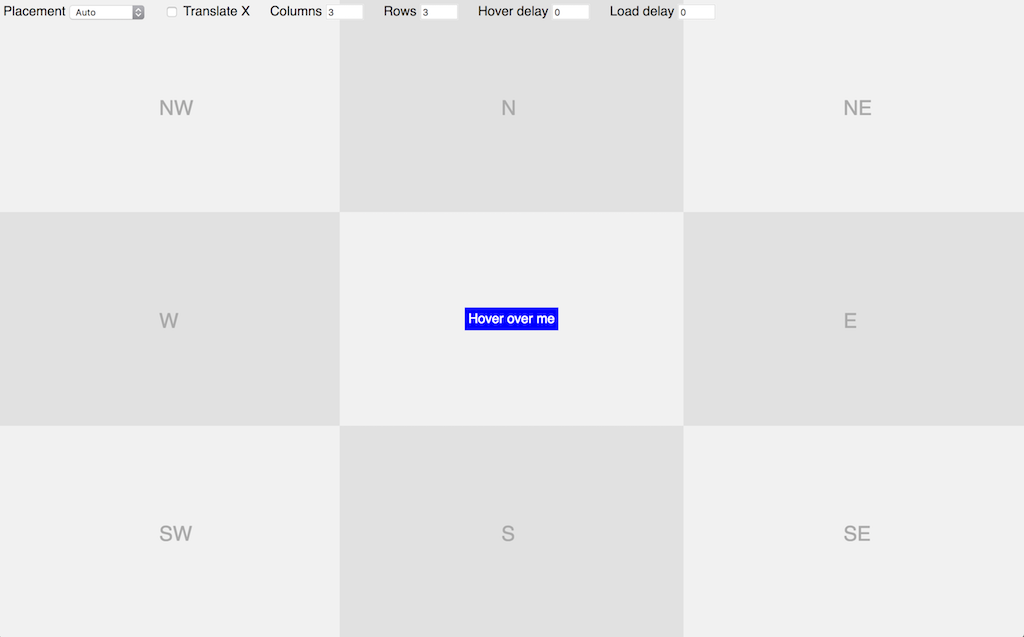 Placement Auto Translate X Columns 3 Rows 3 Hover delay 0 Load delay 0
NW N NE
W Hover over me E
SW S SE